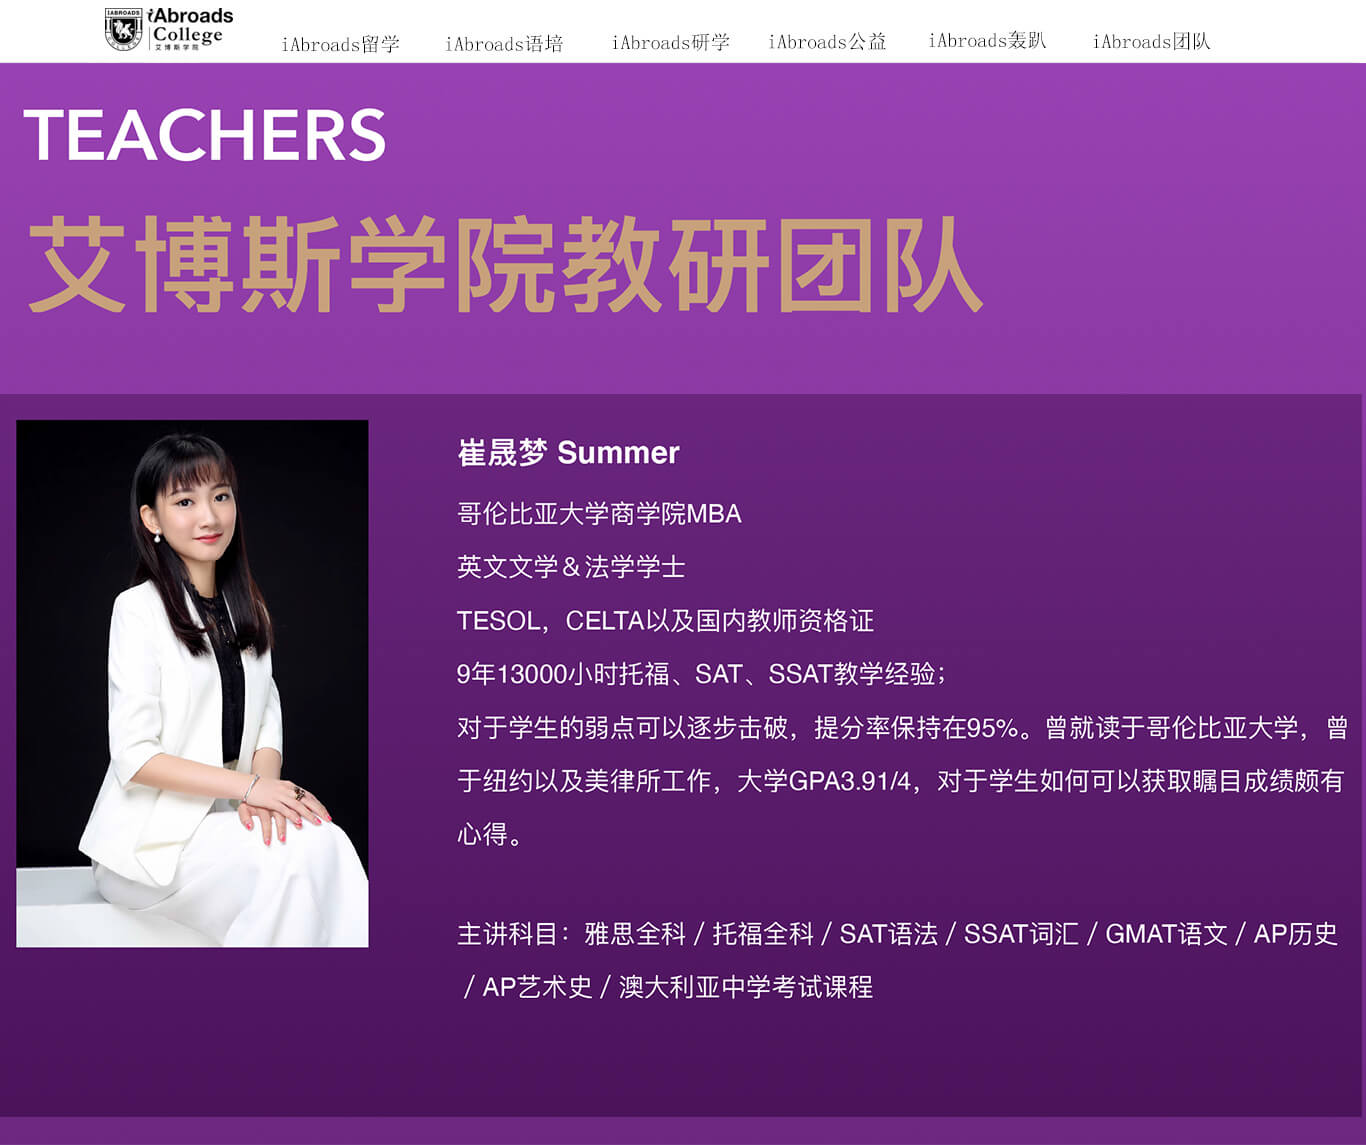 IABROADS
COLLEGE
iAbroads
College
艾博斯学院
iAbroads留学
iAbroads语培
iAbroads研学
iAbroads公益
iAbroads轰趴
iAbroads团队
TEACHERS
艾博斯学院教研团队
崔晟梦 Summer
哥伦比亚大学商学院MBA
英文文学＆法学学士
TESOL，CELTA以及国内教师资格证
9年13000小时托福、SAT、SSAT教学经验；
对于学生的弱点可以逐步击破，提分率保持在95%。曾就读于哥伦比亚大学，曾
于纽约以及美律所工作，大学GPA3.91/4，对于学生如何可以获取瞩目成绩颇有
心得。
主讲科目：雅思全科 / 托福全科 / SAT语法 / SSAT词汇 / GMAT语文 / AP历史
/ AP艺术史 / 澳大利亚中学考试课程